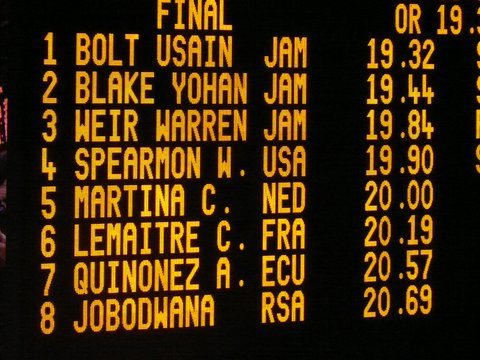 FINAL OR 19.3
1 BOLT USAIN JAM 19.32
2 BLAKE YOHAN JAM 19.44
3 WEIR WARREN JAM 19.84
4 SPEARMON W. USA 19.90
5 MARTINA C. NED 20.00
6 LEMAITRE C. FRA 20.19
7 QUINONEZ A. ECU 20.57
8 JOBODWANA RSA 20.69